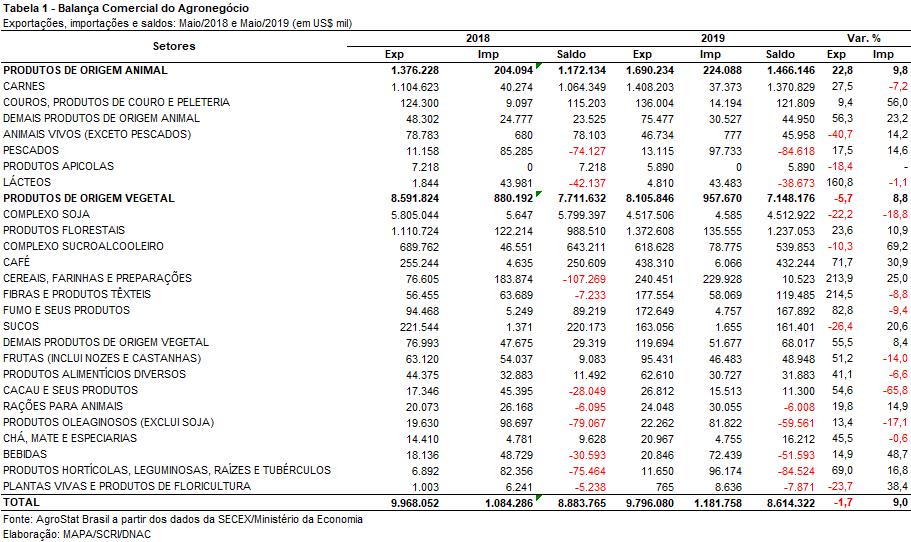 Tabela 1 - Balança Comercial do Agronegócio
Exportações, importações e saldos: Maio/2018 e Maio/2019 (em US$ mil)
Setores 2018 2019 Var. %
Exp Imp Saldo Exp Imp Saldo Exp Imp
PRODUTOS DE ORIGEM ANIMAL 1.376.228 204.094 1.172.134 1.690.234 224.088 1.466.146 22,8 9,8
CARNES 1.104.623 40.274 1.064.349 1.408.203 37.373 1.370.829 27,5 -7,2
COUROS, PRODUTOS DE COURO E PELETERIA 124.300 9.097 115.203 136.004 14.194 121.809 9,4 56,0
DEMAIS PRODUTOS DE ORIGEM ANIMAL 48.302 24.777 23.525 75.477 30.527 44.950 56,3 23,2
ANIMAIS VIVOS (EXCETO PESCADOS) 78.783 680 78.103 46.734 777 45.958 -40,7 14,2
PESCADOS 11.158 85.285 -74.127 13.115 97.733 -84.618 17,5 14,6
PRODUTOS APICOLAS 7.218 0 7.218 5.890 0 5.890 -18,4 -
LÁCTEOS 1.844 43.981 -42.137 4.810 43.483 -38.673 160,8 -1,1
PRODUTOS DE ORIGEM VEGETAL 8.591.824 880.192 7.711.632 8.105.846 957.670 7.148.176 -5,7 8,8
COMPLEXO SOJA 5.805.044 5.647 5.799.397 4.517.506 4.585 4.512.922 -22,2 -18,8
PRODUTOS FLORESTAIS 1.110.724 122.214 988.510 1.372.608 135.555 1.237.053 23,6 10,9
COMPLEXO SUCROALCOOLEIRO 689.762 46.551 643.211 618.628 78.775 539.853 -10,3 69,2
CAFÉ 255.244 4.635 250.609 438.310 6.066 432.244 71,7 30,9
CEREAIS, FARINHAS E PREPARAÇÕES 76.605 183.874 -107.269 240.451 229.928 10.523 213,9 25,0
FIBRAS E PRODUTOS TÊXTEIS 56.455 63.689 -7.233 177.554 58.069 119.485 214,5 -8,8
FUMO E SEUS PRODUTOS 94.468 5.249 89.219 172.649 4.757 167.892 82,8 -9,4
SUCOS 221.544 1.371 220.173 163.056 1.655 161.401 -26,4 20,6
DEMAIS PRODUTOS DE ORIGEM VEGETAL 76.993 47.675 29.319 119.694 51.677 68.017 55,5 8,4
FRUTAS (INCLUI NOZES E CASTANHAS) 63.120 54.037 9.083 95.431 46.483 48.948 51,2 -14,0
PRODUTOS ALIMENTÍCIOS DIVERSOS 44.375 32.883 11.492 62.610 30.727 31.883 41,1 -6,6
CACAU E SEUS PRODUTOS 17.346 45.395 -28.049 26.812 15.513 11.300 54,6 -65,8
RAÇÕES PARA ANIMAIS 20.073 26.168 -6.095 24.048 30.055 -6.008 19,8 14,9
PRODUTOS OLEAGINOSOS (EXCLUI SOJA) 19.630 98.697 -79.067 22.262 81.822 -59.561 13,4 -17,1
CHÁ, MATE E ESPECIARIAS 14.410 4.781 9.628 20.967 4.755 16.212 45,5 -0,6
BEBIDAS 18.136 48.729 -30.593 20.846 72.439 -51.593 14,9 48,7
PRODUTOS HORTÍCOLAS, LEGUMINOSAS, RAÍZES E TUBÉRCULOS 6.892 82.356 -75.464 11.650 96.174 -84.524 69,0 16,8
PLANTAS VIVAS E PRODUTOS DE FLORICULTURA 1.003 6.241 -5.238 765 8.636 -7.871 -23,7 38,4
TOTAL 9.968.052 1.084.286 8.883.765 9.796.080 1.181.758 8.614.322 -1,7 9,0
Fonte: AgroStat Brasil a partir dos dados da SECEX/Ministério da Economia
Elaboração: MAPA/SCRI/DNAC